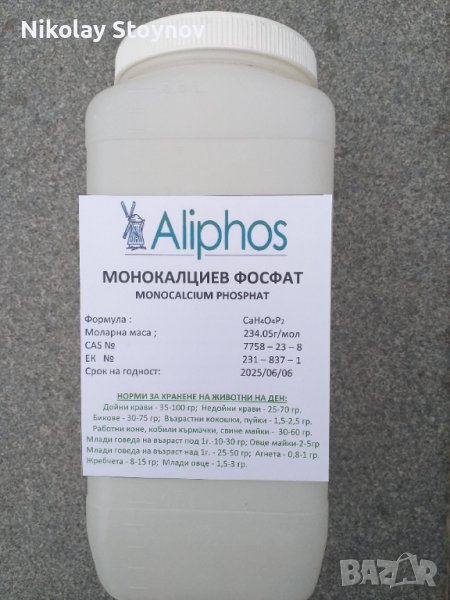 Nikolay Stoynov
Aliphos
МОНОКАЛЦИЕВ ФОСФАТ
MONOCALCIUM PHOSPHAT
Формула : CaH₄O₄P₂
Моларна маса ; 234.05г/мол
CAS № 7758 – 23 – 8
ЕК № 231 – 837 – 1
Срок на годност: 2025/06/06
НОРМИ ЗА ХРАНЕНЕ НА ЖИВОТНИ НА ДЕН:
Дойни крави - 35-100 гр; Недойни крави - 25-70 гр.
Бикове - 30-75 гр; Възрастни кокошки, пуйки - 1,5-2,5 гр.
Работни коне, кобили кърмачки, свине майки - 30-60 гр.
Млади говеда на възраст под 1г. -10-30 гр; Овце майки-2-5гр
Млади говеда на възраст над 1г. - 25-50 гр; Агнета - 0,8-1 гр.
Жребчета - 8-15 гр; Млади овце - 1,5-3 гр.
BAZAR